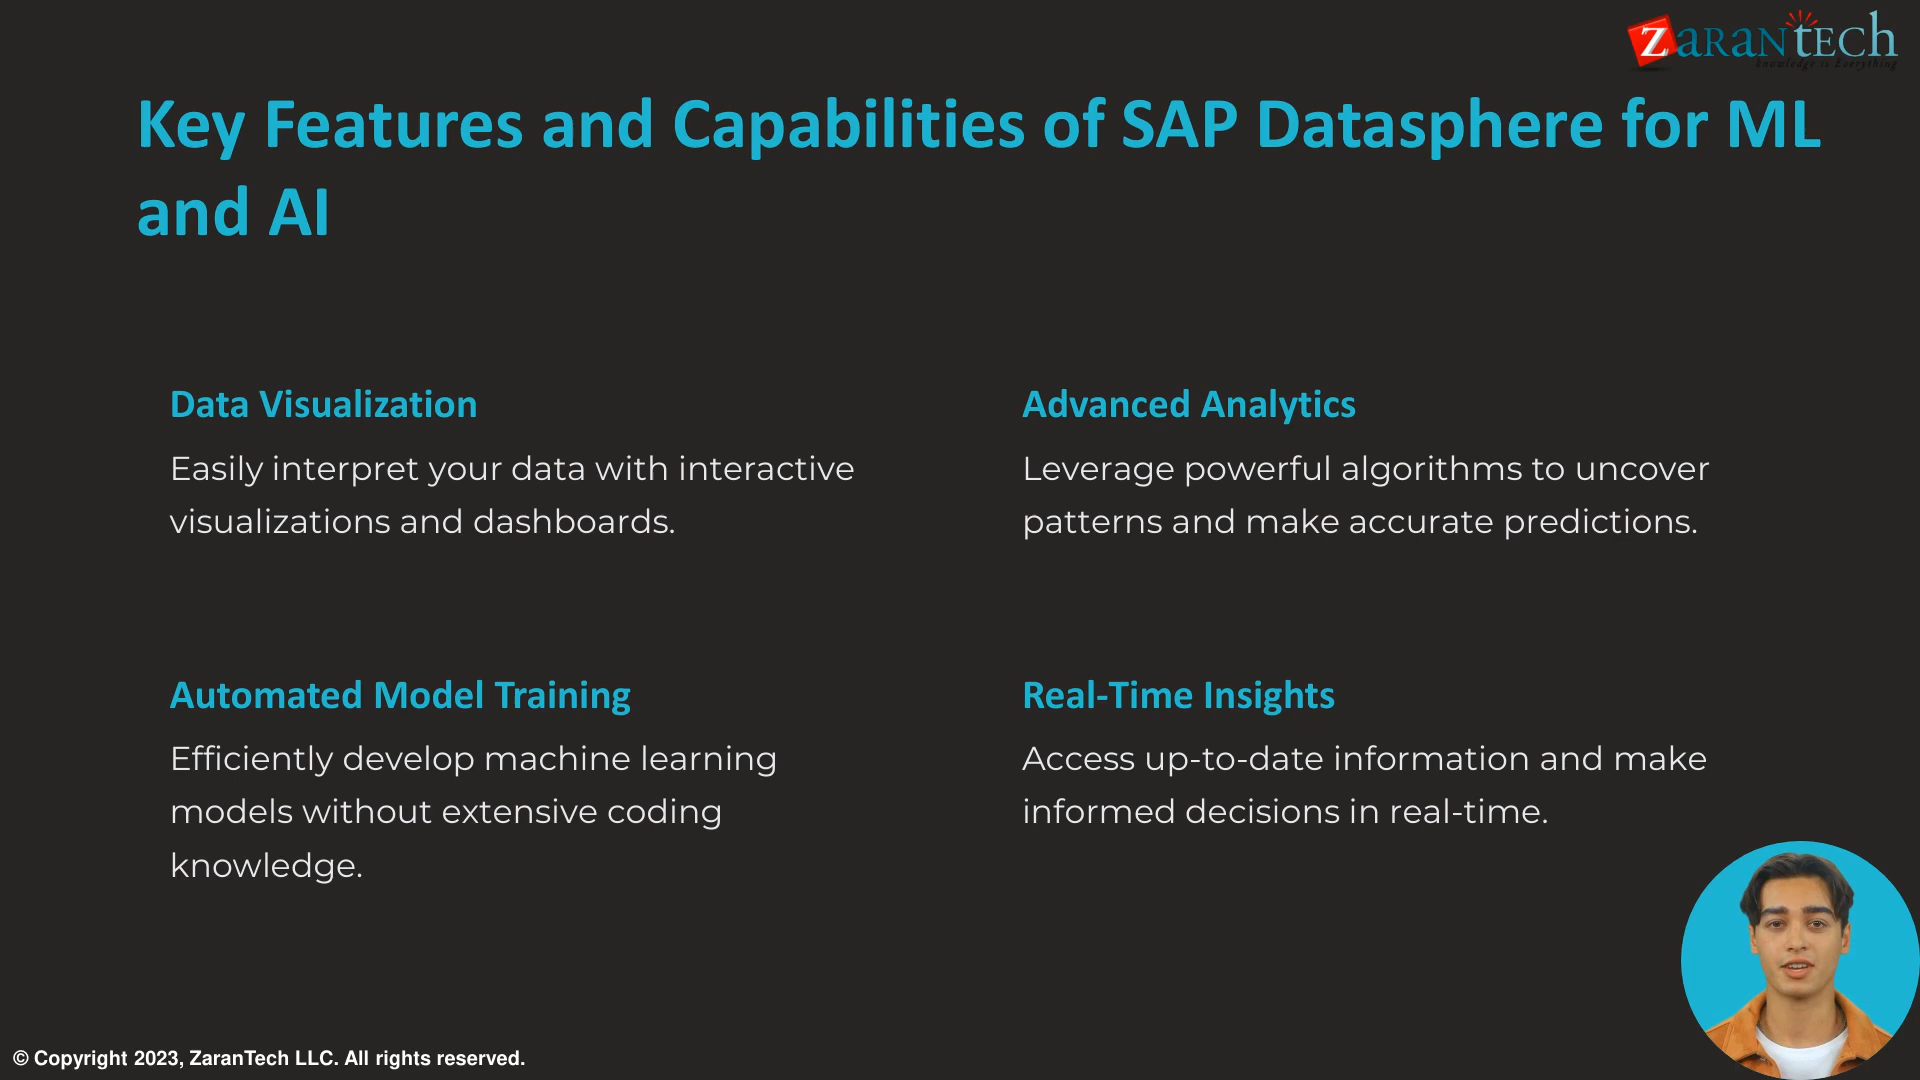 ZaranTech
knowledge is Everything
Key Features and Capabilities of SAP Datasphere for ML
and AI
Data Visualization
Easily interpret your data with interactive
visualizations and dashboards.
Advanced Analytics
Leverage powerful algorithms to uncover
patterns and make accurate predictions.
Automated Model Training
Efficiently develop machine learning
models without extensive coding
knowledge.
Real-Time Insights
Access up-to-date information and make
informed decisions in real-time.
© Copyright 2023, ZaranTech LLC. All rights reserved.